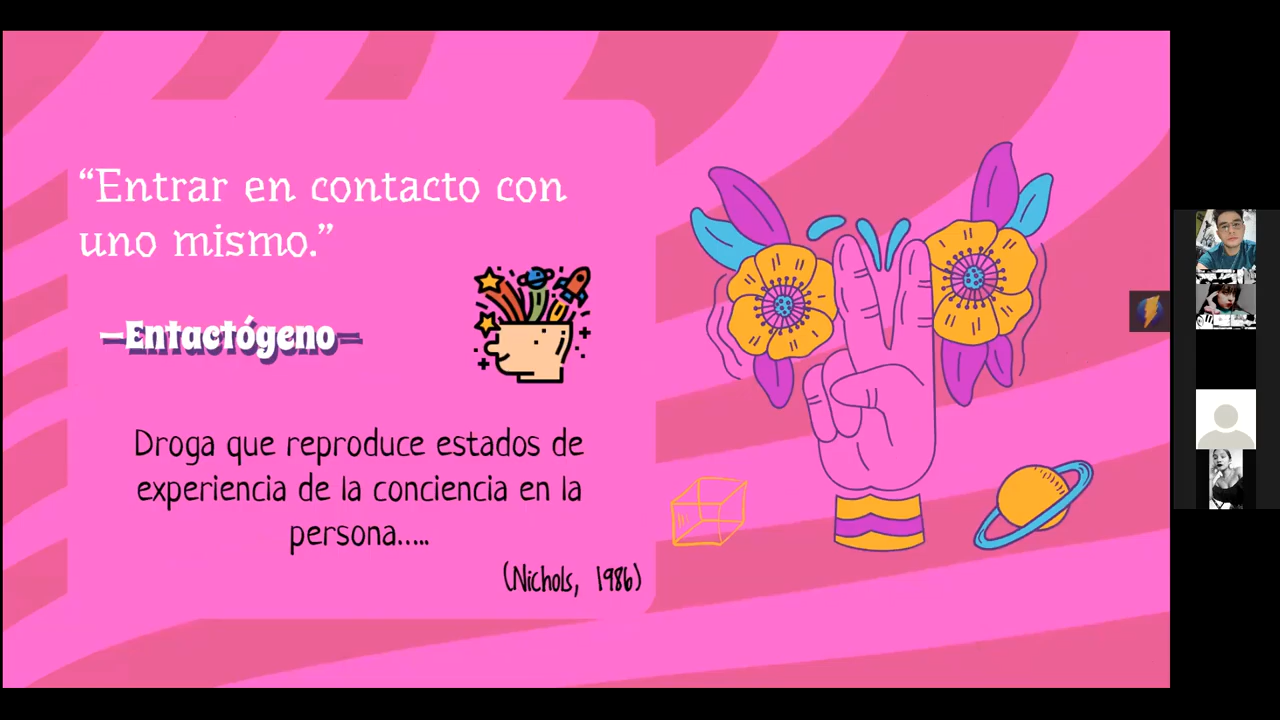 “Entrar en contacto con
uno mismo.”
—Entactógeno—
Droga que reproduce estados de
experiencia de la conciencia en la
persona.....
(Nichols, 1986)